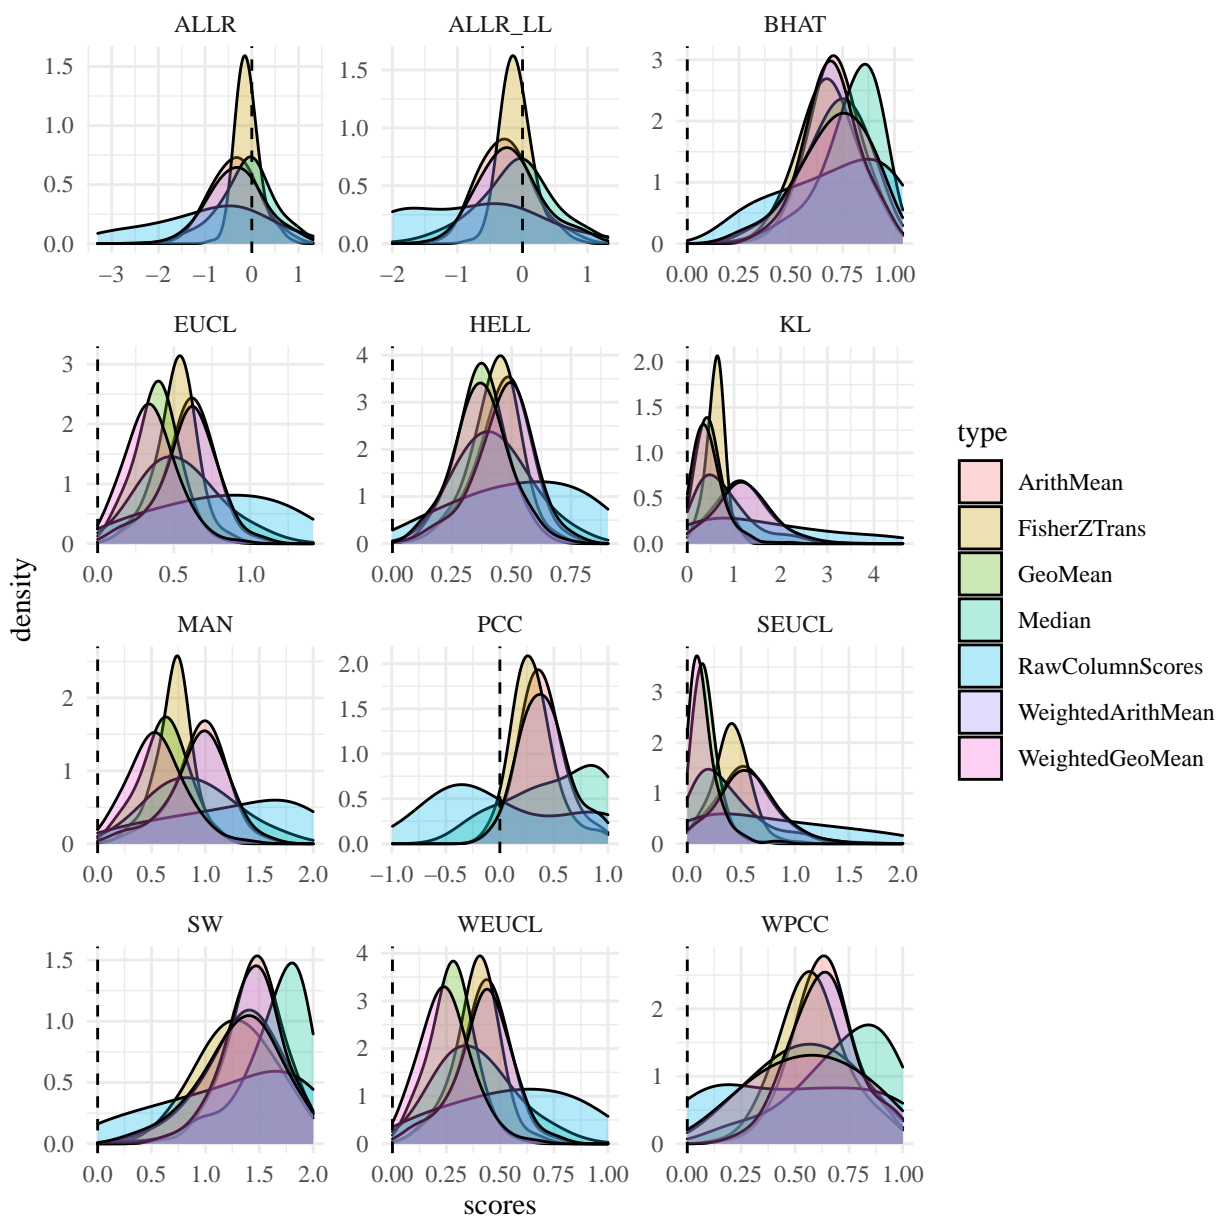 ALLR ALLR_LL BHAT
1.5
1.0
0.5
0.0
−3 −2 −1 0 1
1.5
1.0
0.5
0.0
−2 −1 0 1
3
2
1
0
0.00 0.25 0.50 0.75 1.00
EUCL HELL KL
3
2
1
0
0.0 0.5 1.0
4
3
2
1
0
0.00 0.25 0.50 0.75
2.0
1.5
1.0
0.5
0.0
0 1 2 3 4
MAN PCC SEUCL
2
1
0
0.0 0.5 1.0 1.5 2.0
2.0
1.5
1.0
0.5
0.0
−1.0 −0.5 0.0 0.5 1.0
3
2
1
0
0.0 0.5 1.0 1.5 2.0
SW WEUCL WPCC
1.5
1.0
0.5
0.0
0.0 0.5 1.0 1.5 2.0
4
3
2
1
0
0.00 0.25 0.50 0.75 1.00
2
1
0
0.00 0.25 0.50 0.75 1.00
density
scores
type
ArithMean
FisherZTrans
GeoMean
Median
RawColumnScores
WeightedArithMean
WeightedGeoMean